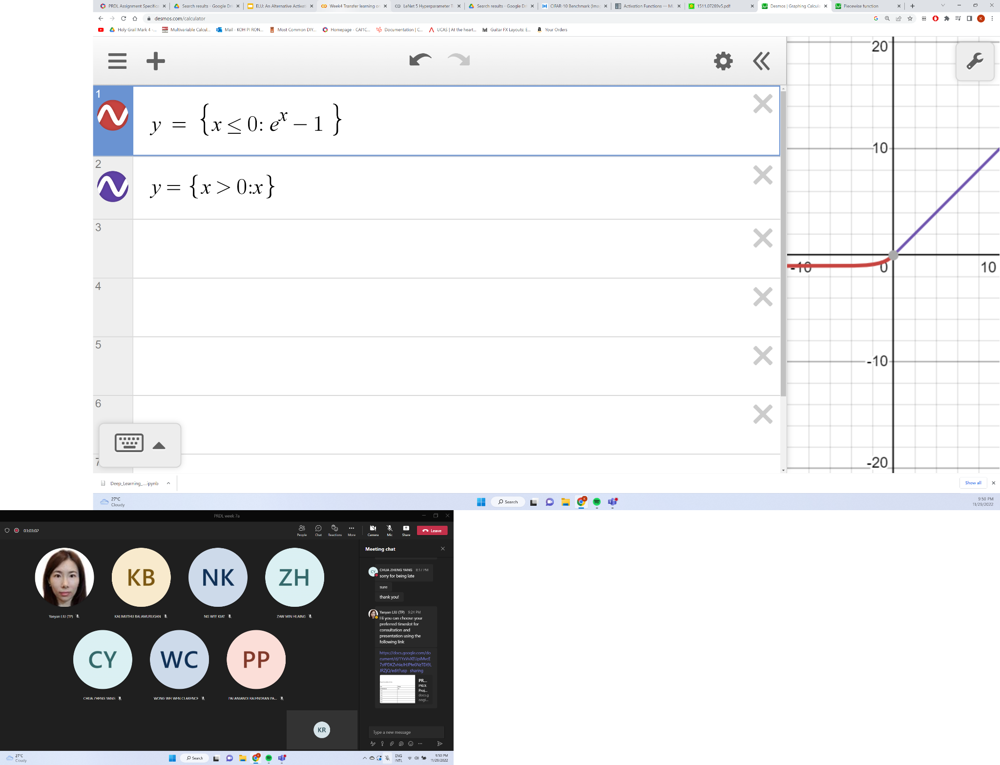 PRDL Assignment Specifica
Search results - Google Dri
ELU: An Alternative Activati
Week4 Transfer learning on
LeNet 5 Hyperparameter T
Search results - Google Dri
CIFAR-10 Benchmark (Imag
Activation Functions — ML
1511.07289v5.pdf
Desmos | Graphing Calcula
Piecewise function
desmos.com/calculator
Holy Grail Mark 4 -...
Multivariable Calcul...
Mail - KOH PI RON...
Most Common DIY...
Homepage - CAI1C...
Documentation | C...
UCAS | At the heart...
Guitar FX Layouts: E...
Your Orders
1
y = {x ≤ 0: e^x − 1}
2
y = {x > 0:x}
3
4
5
6
7
20
10
-10
0
10
-10
-20
Deep_Learning_....ipynb
Show all
27°C
Cloudy
Search
9:50 PM
11/29/2022
PRDL week 7a
03:03:02
People
Chat
Reactions
More
Camera
Mic
Share
Leave
Meeting chat
KB
NK
ZH
Yanyan LIU (TP)
KALIMUTHU BALAMURUGAN
NG WEE KIAT
ZAW MIN HLAING
CY
WC
PP
CHUA ZHENG YANG
WONG WEI WEN CLARENCE
PALANIANDI RAJENDRAN PA...
KR
CY
CHUA ZHENG YANG 8:17 PM
sorry for being late
sure
thank you!
Yanyan LIU (TP) 9:24 PM
Hi you can choose your
preferred timeslot for
consultation and
presentation using the
following link
https://docs.google.com/do
PR...
PRDL
Proj...
docs.g
oogl...
Type a new message
27°C
Cloudy
Search
ENG
INTL
9:50 PM
11/29/2022